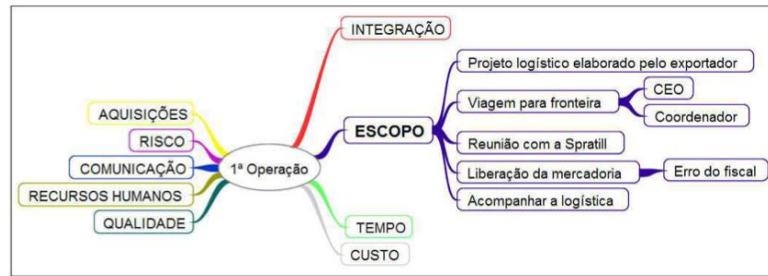 INTEGRAÇÃO
AQUISIÇÕES
RISCO
COMUNICAÇÃO
RECURSOS HUMANOS
QUALIDADE
1ª Operação
ESCOPO
Projeto logístico elaborado pelo exportador
Viagem para fronteira
CEO
Coordenador
Reunião com a Spratill
Liberação da mercadoria
Erro do fiscal
Acompanhar a logística
TEMPO
CUSTO